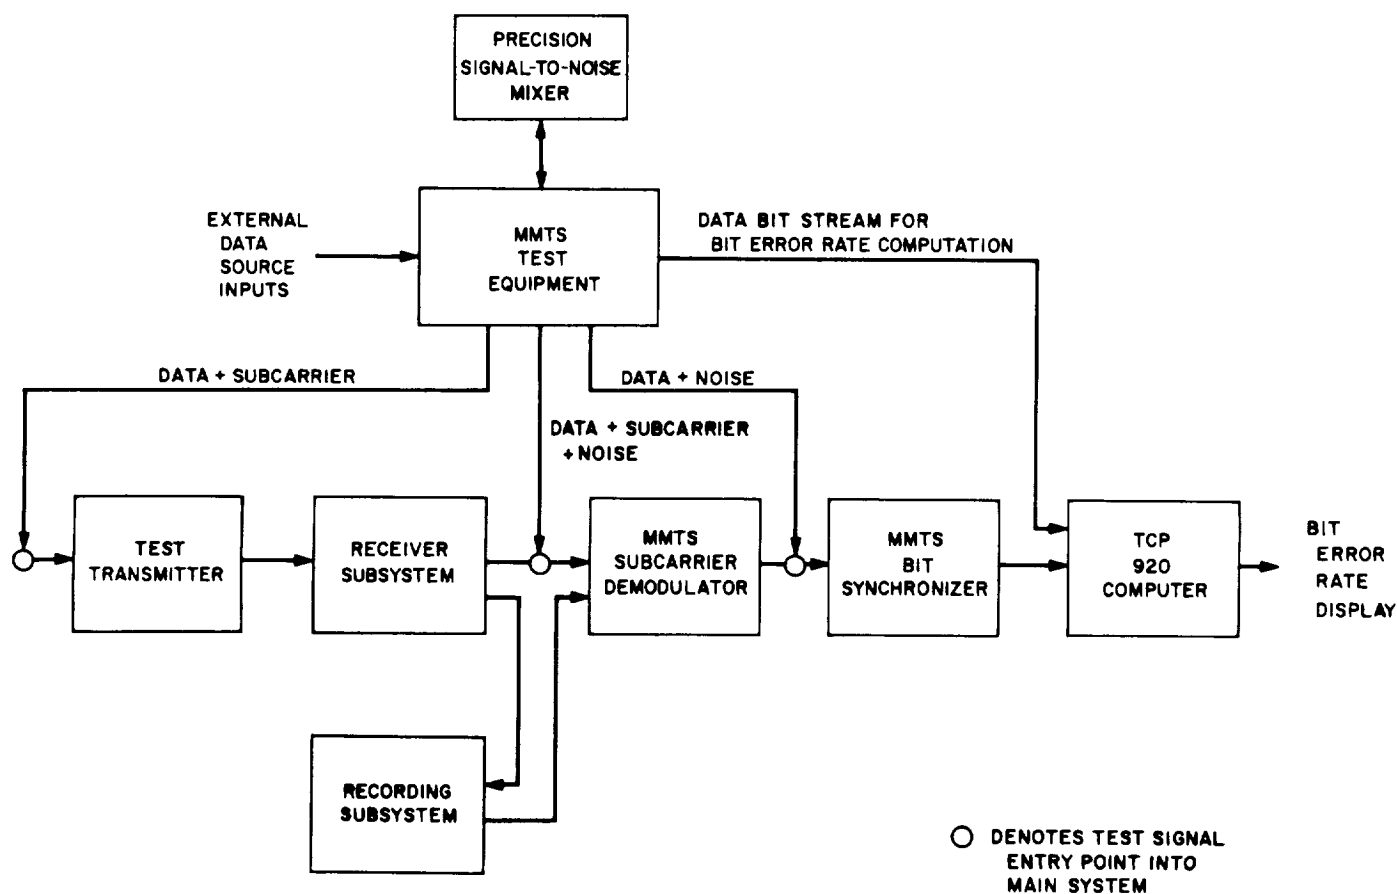 PRECISION
SIGNAL-TO-NOISE
MIXER
EXTERNAL
DATA
SOURCE
INPUTS
MMTS
TEST
EQUIPMENT
DATA BIT STREAM FOR
BIT ERROR RATE COMPUTATION
DATA + SUBCARRIER
DATA + NOISE
DATA + SUBCARRIER
+ NOISE
TEST
TRANSMITTER
RECEIVER
SUBSYSTEM
MMTS
SUBCARRIER
DEMODULATOR
MMTS
BIT
SYNCHRONIZER
TCP
920
COMPUTER
BIT
ERROR
RATE
DISPLAY
RECORDING
SUBSYSTEM
DENOTES TEST SIGNAL
ENTRY POINT INTO
MAIN SYSTEM